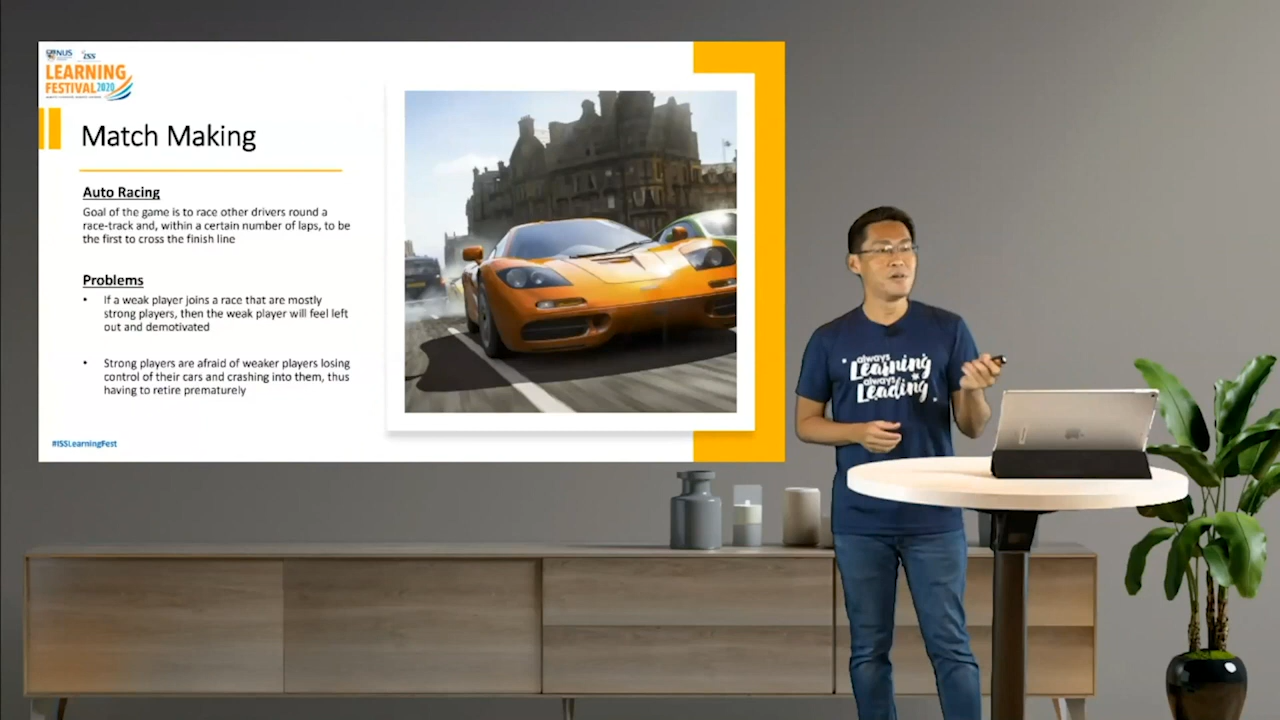 NUS
ISS
LEARNING
FESTIVAL 2020
Match Making
Auto Racing
Goal of the game is to race other drivers round a
race-track and, within a certain number of laps, to be
the first to cross the finish line
Problems
• If a weak player joins a race that are mostly
strong players, then the weak player will feel left
out and demotivated
• Strong players are afraid of weaker players losing
control of their cars and crashing into them, thus
having to retire prematurely
#ISSLearningFest
always
Learning
always
Leading